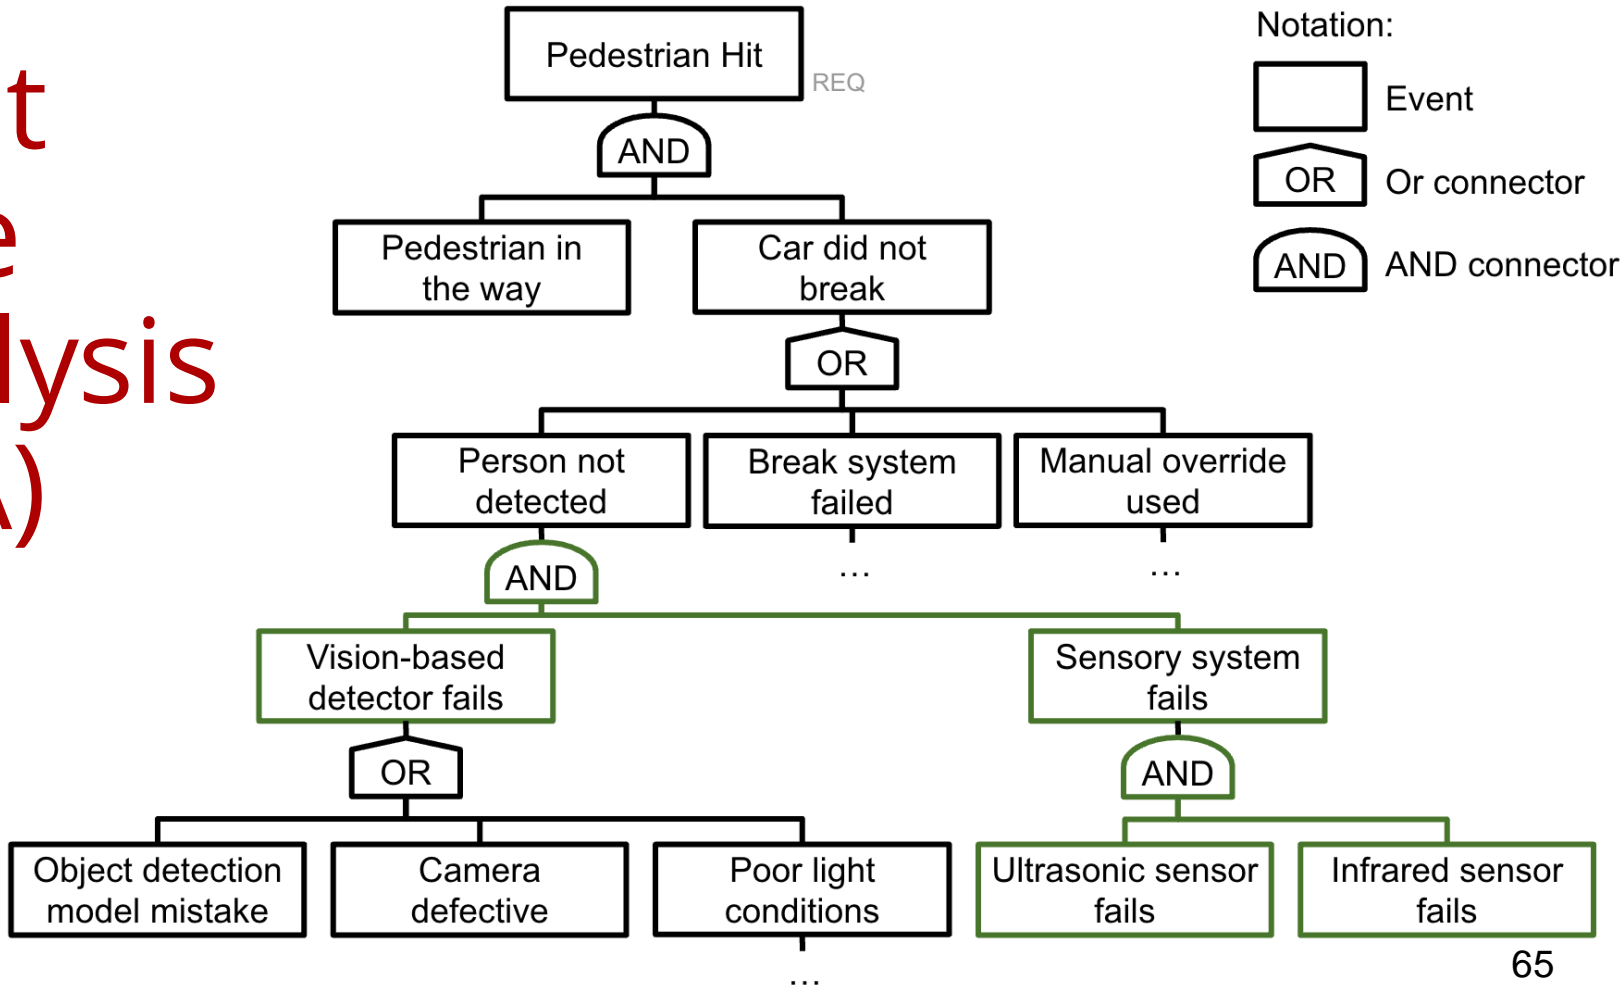 t
e
lysis
A)
Pedestrian Hit
REQ
AND
Pedestrian in
the way
Car did not
break
OR
Person not
detected
Break system
failed
Manual override
used
AND
...
...
Vision-based
detector fails
Sensory system
fails
OR
AND
Object detection
model mistake
Camera
defective
Poor light
conditions
Ultrasonic sensor
fails
Infrared sensor
fails
...
Notation:
Event
OR
Or connector
AND
AND connector
65